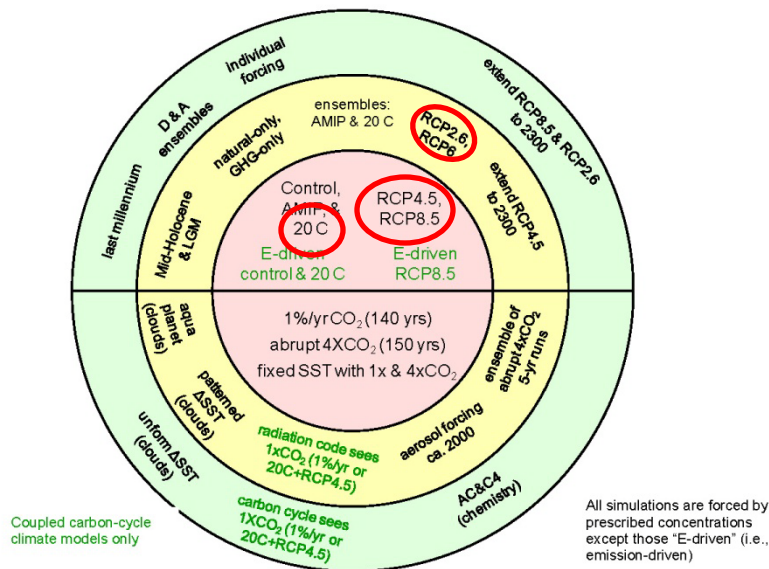 individual
forcing
D & A
ensembles
last millennium
extend RCP8.5 & RCP2.6
to 2300
ensembles:
AMIP & 20 C
natural-only,
GHG-only
Mid-Holocene
& LGM
RCP2.6,
RCP6
extend RCP4.5
to 2300
Control,
AMIP, &
20 C
RCP4.5,
RCP8.5
E-driven
control & 20 C
E-driven
RCP8.5
1%/yr CO₂ (140 yrs)
abrupt 4XCO₂ (150 yrs)
fixed SST with 1x & 4xCO₂
aqua
planet
(clouds)
patterned
ΔSST
(clouds)
unform ΔSST
(clouds)
radiation code sees
1xCO₂ (1%/yr or
20C+RCP4.5)
carbon cycle sees
1XCO₂ (1%/yr or
20C+RCP4.5)
ensemble of
abrupt 4xCO₂
5-yr runs
aerosol forcing
ca. 2000
AC&C4
(chemistry)
Coupled carbon-cycle
climate models only
All simulations are forced by
prescribed concentrations
except those “E-driven” (i.e.,
emission-driven)